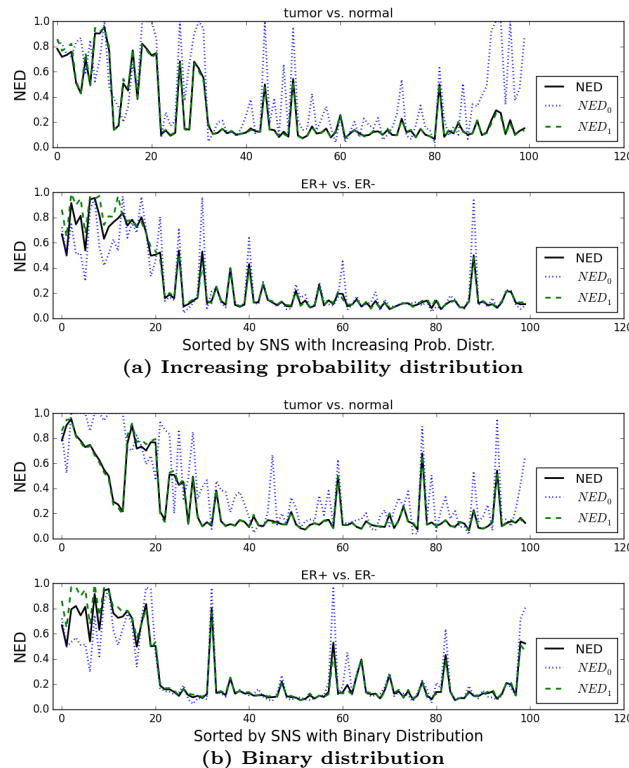 tumor vs. normal
1.0
0.8
0.6
0.4
0.2
0.0
NED
NED
NED₀
NED₁
0 20 40 60 80 100
ER+ vs. ER-
1.0
0.8
0.6
0.4
0.2
0.0
NED
NED
NED₀
NED₁
0 20 40 60 80 100
Sorted by SNS with Increasing Prob. Distr.
(a) Increasing probability distribution
tumor vs. normal
1.0
0.8
0.6
0.4
0.2
0.0
NED
NED
NED₀
NED₁
0 20 40 60 80 100
ER+ vs. ER-
1.0
0.8
0.6
0.4
0.2
0.0
NED
NED
NED₀
NED₁
0 20 40 60 80 100
Sorted by SNS with Binary Distribution
(b) Binary distribution